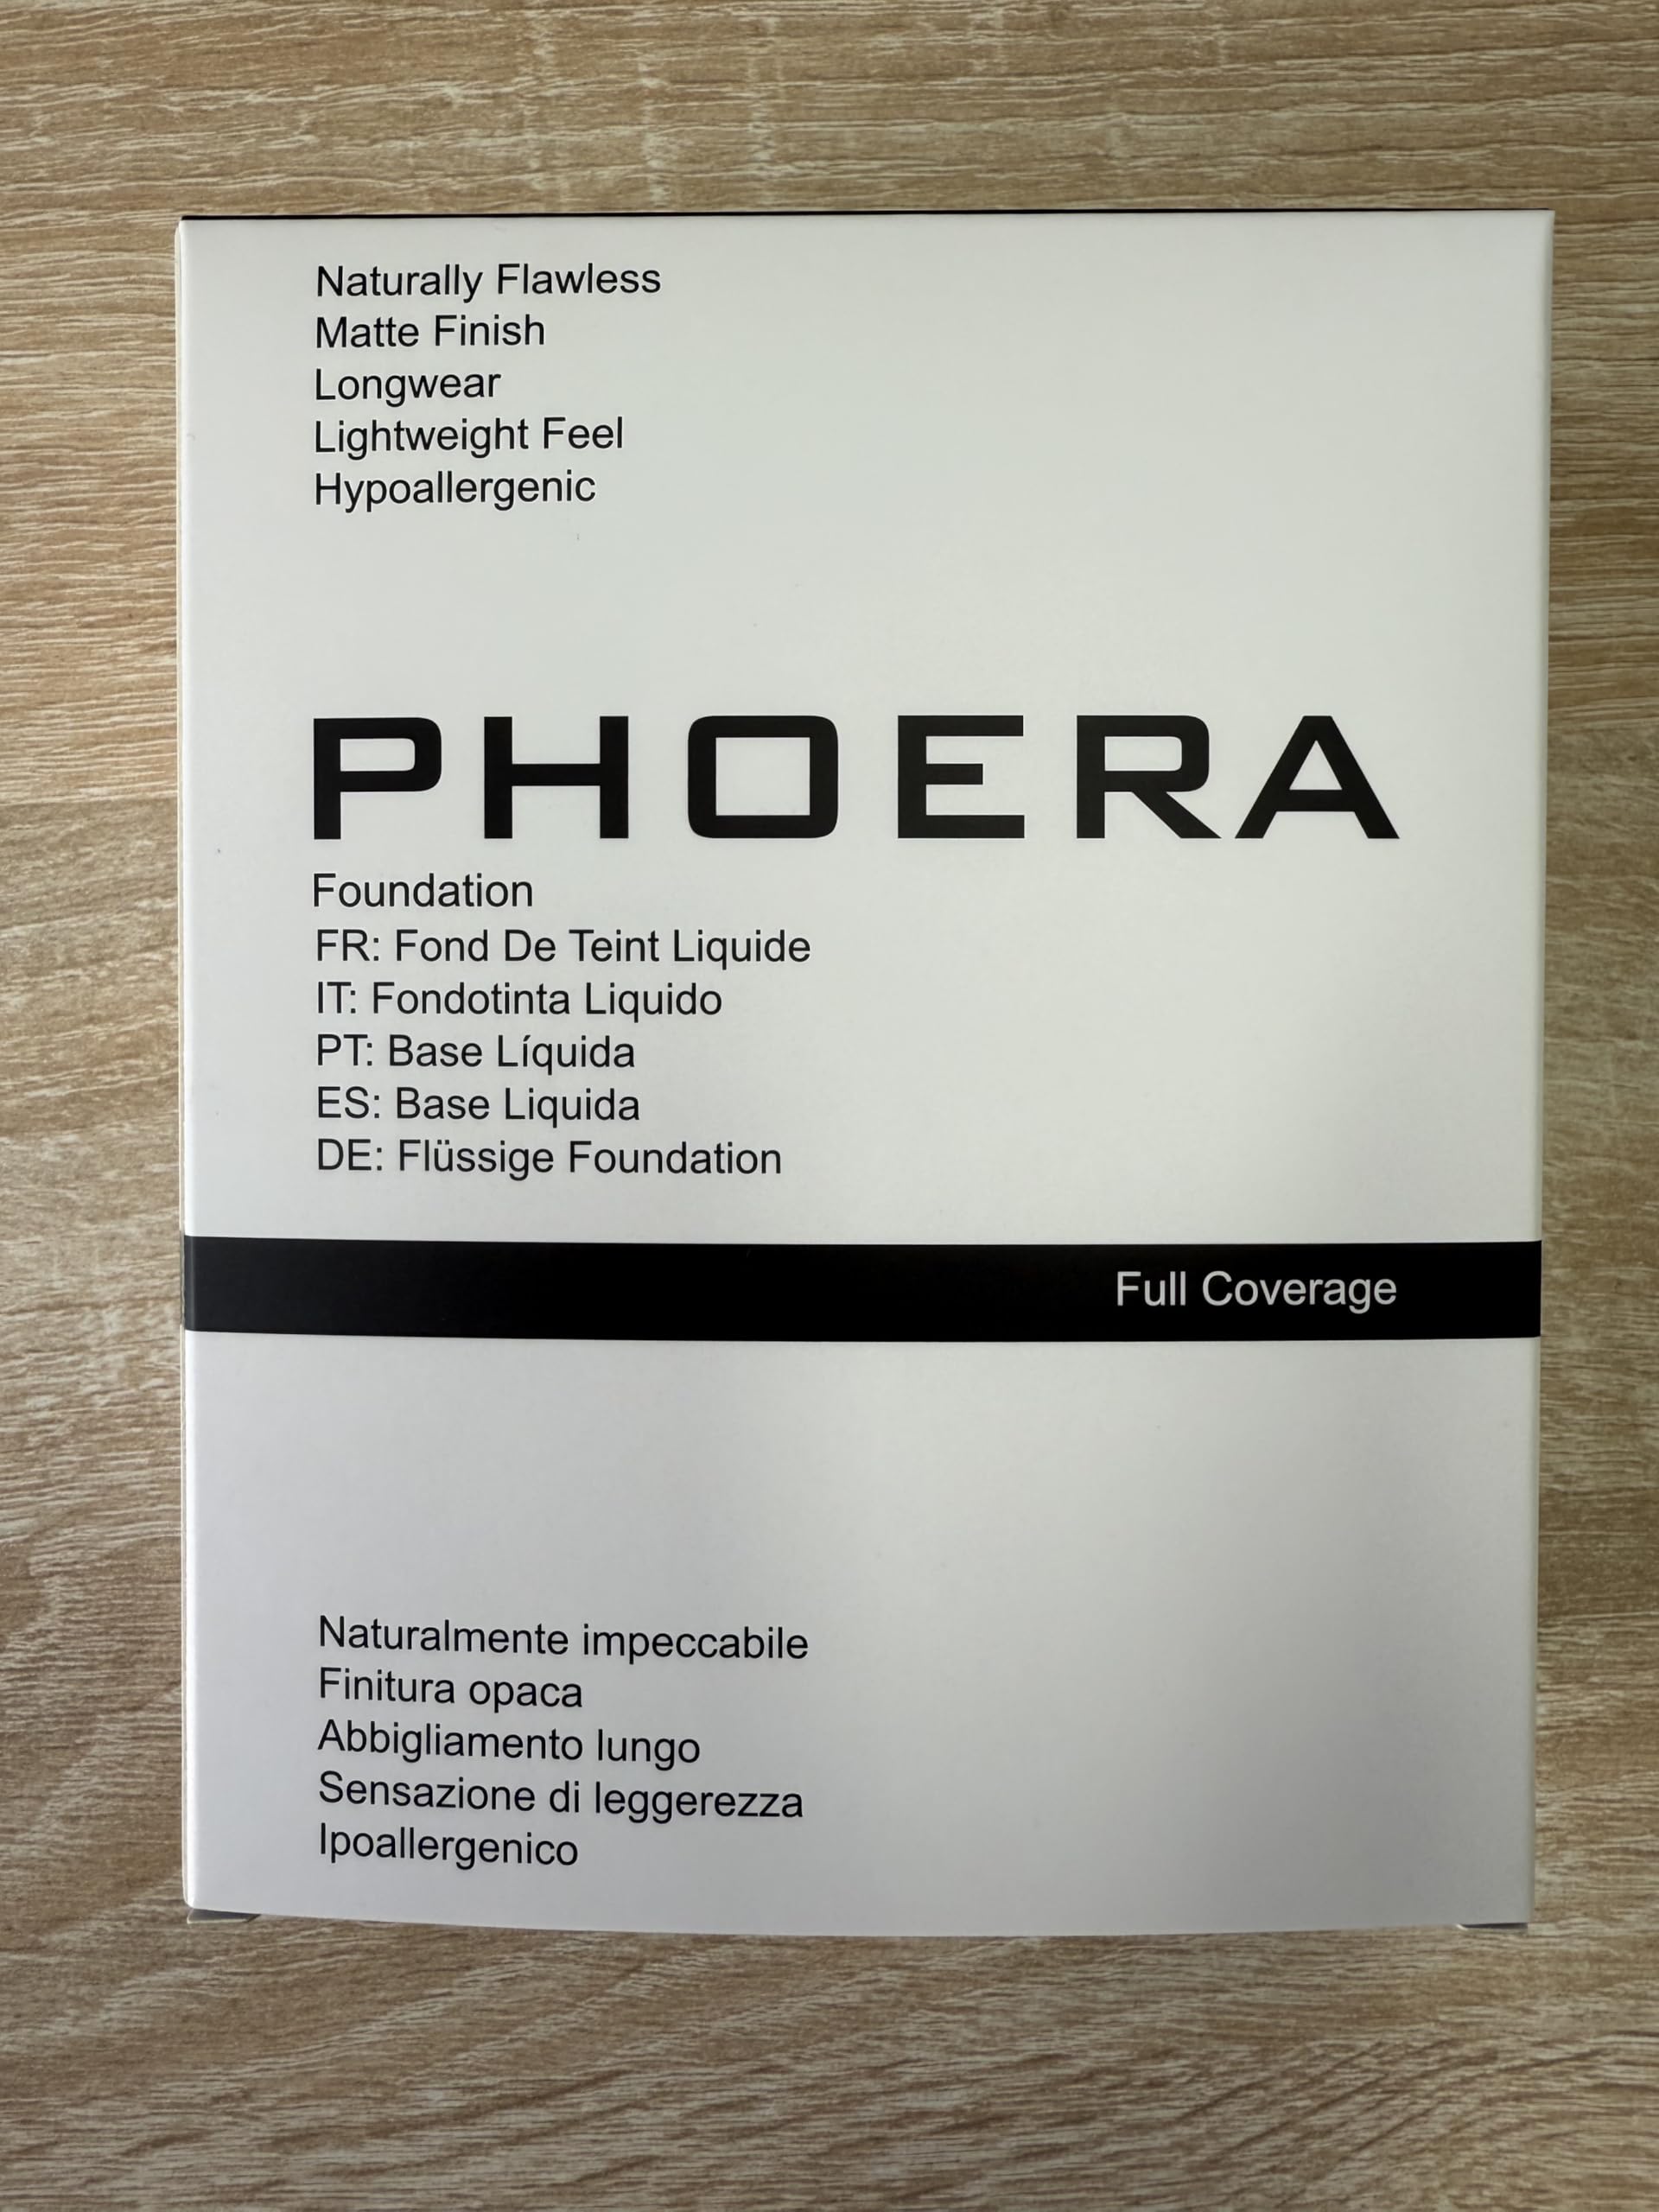 Naturally Flawless
Matte Finish
Longwear
Lightweight Feel
Hypoallergenic
PHOERA
Foundation
FR: Fond De Teint Liquide
IT: Fondotinta Liquido
PT: Base Líquida
ES: Base Liquida
DE: Flüssige Foundation
Full Coverage
Naturalmente impeccabile
Finitura opaca
Abbigliamento lungo
Sensazione di leggerezza
Ipoallergenico